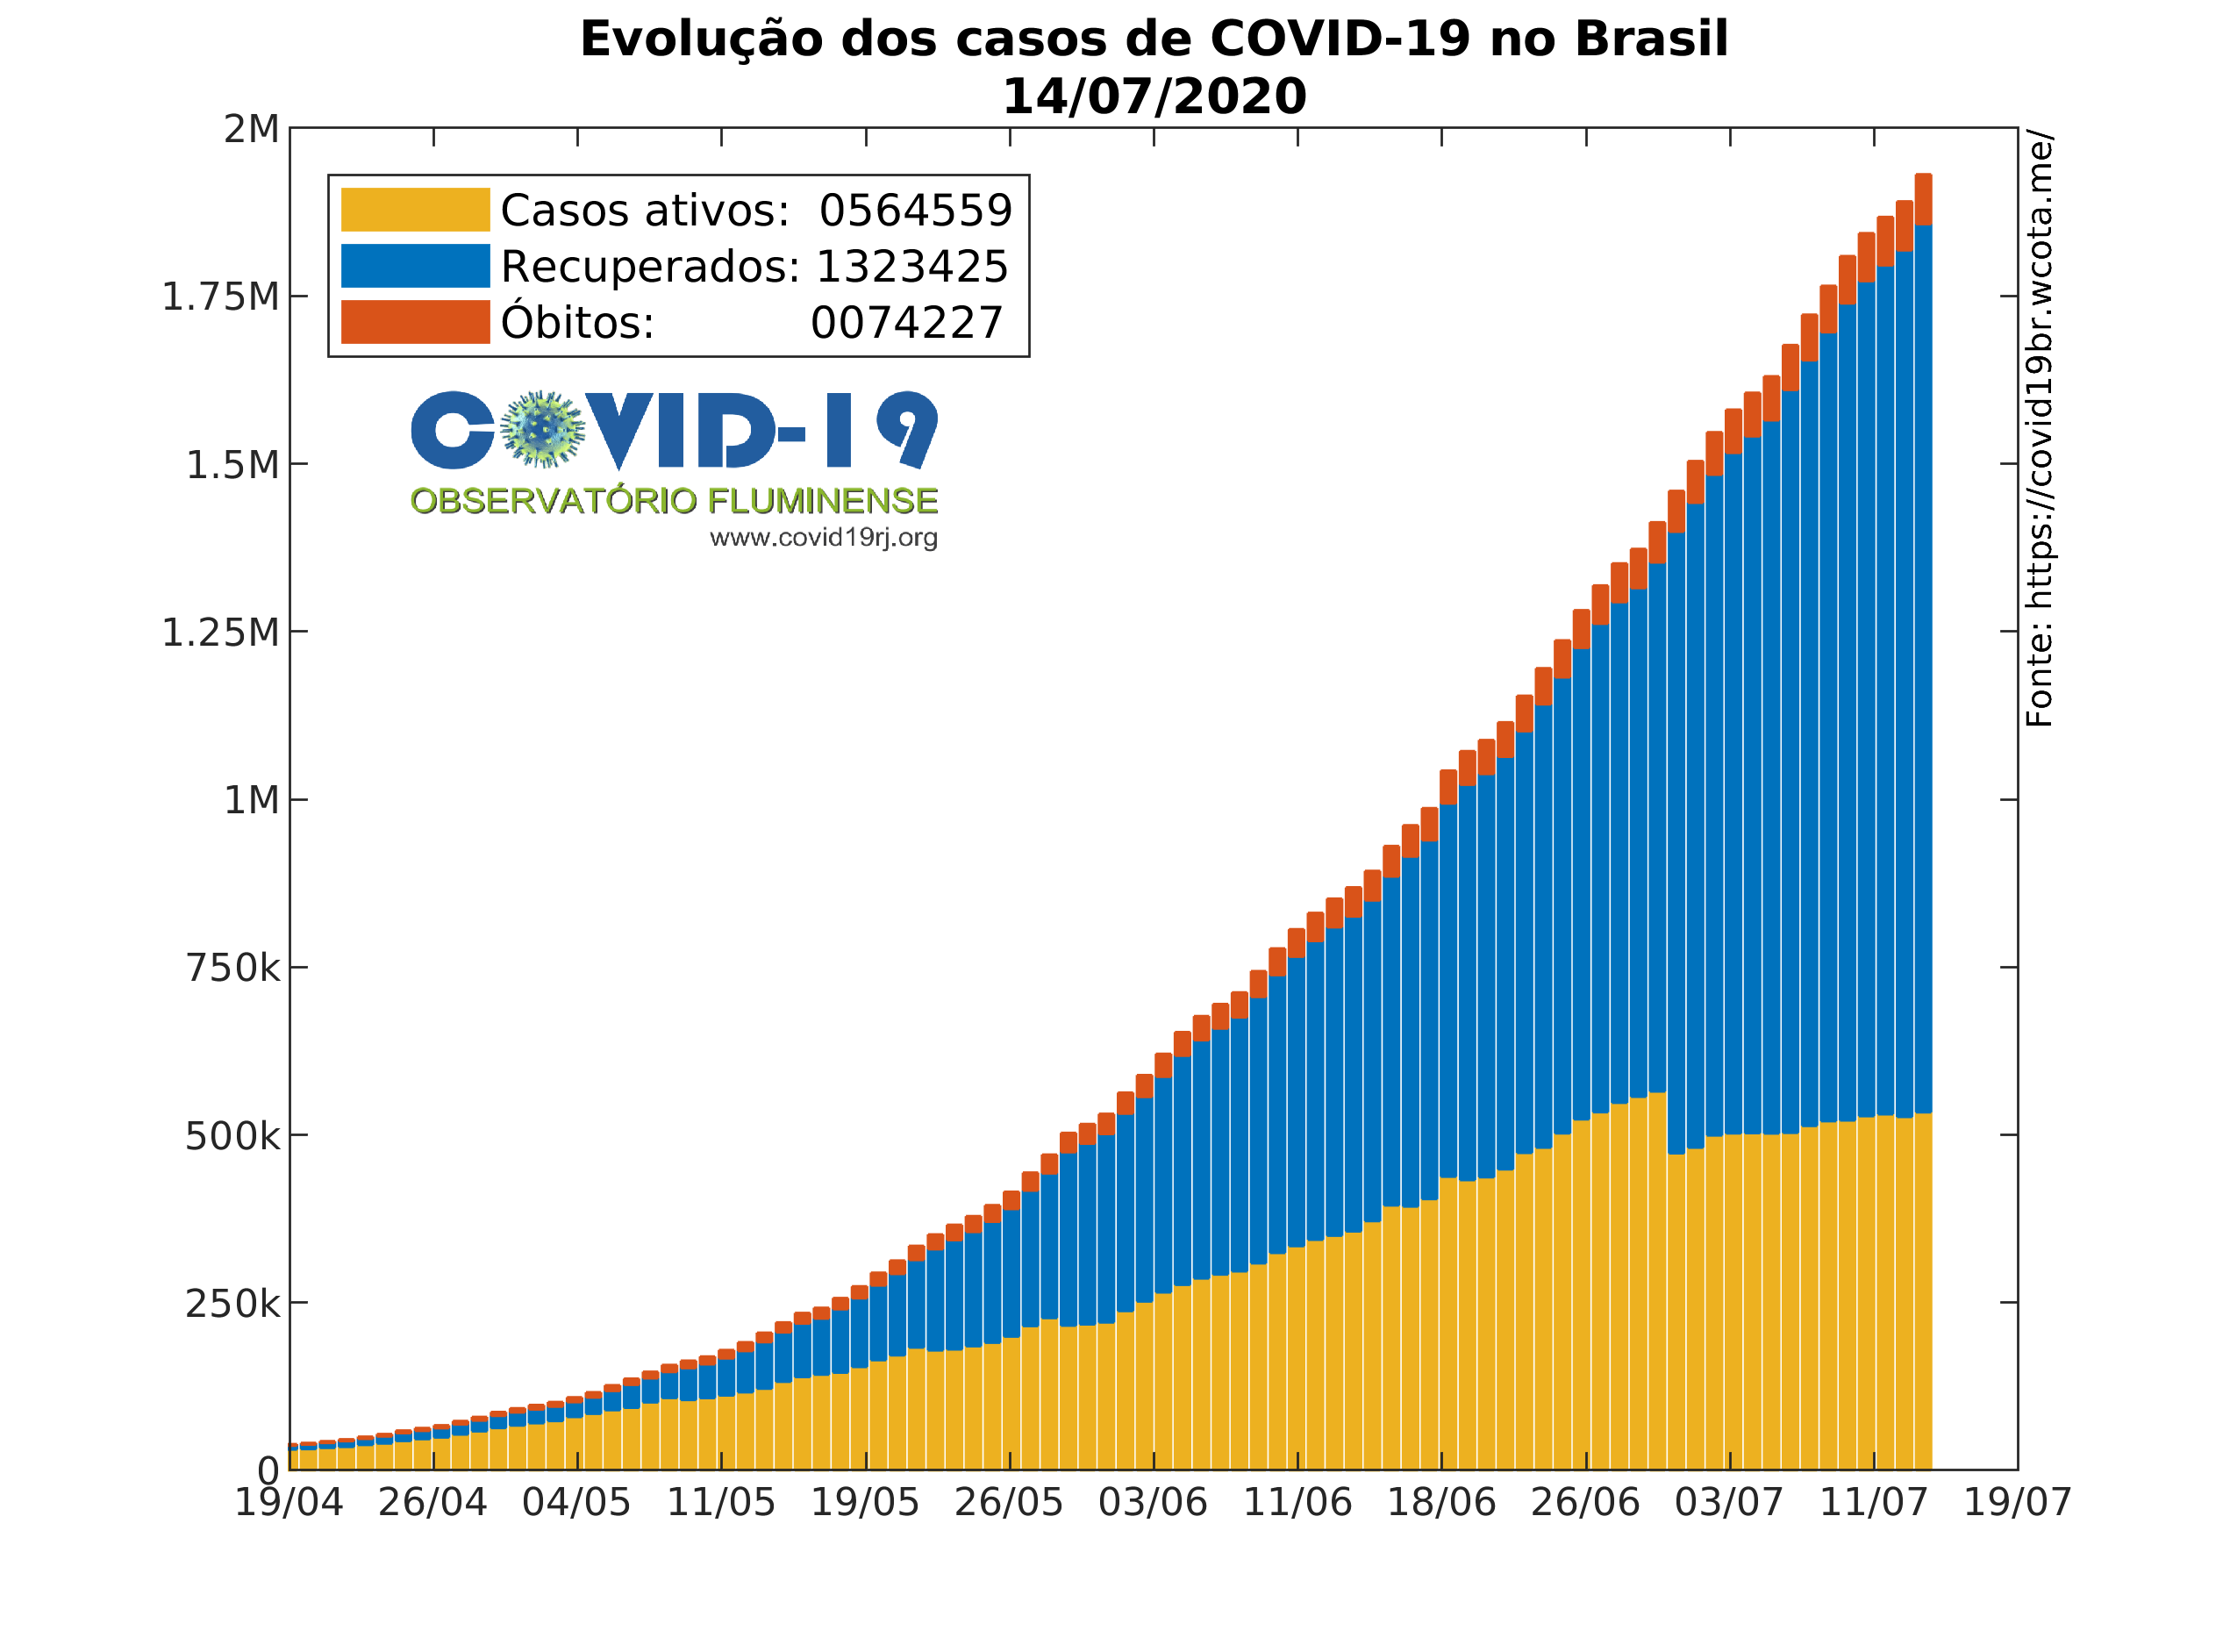 Evolução dos casos de COVID-19 no Brasil
14/07/2020
2M
1.75M
1.5M
1.25M
1M
750k
500k
250k
0
Casos ativos: 0564559
Recuperados: 1323425
Óbitos: 0074227
COVID-19
OBSERVATÓRIO FLUMINENSE
www.covid19rj.org
Fonte: https://covid19br.wcota.me/
19/04 26/04 04/05 11/05 19/05 26/05 03/06 11/06 18/06 26/06 03/07 11/07 19/07